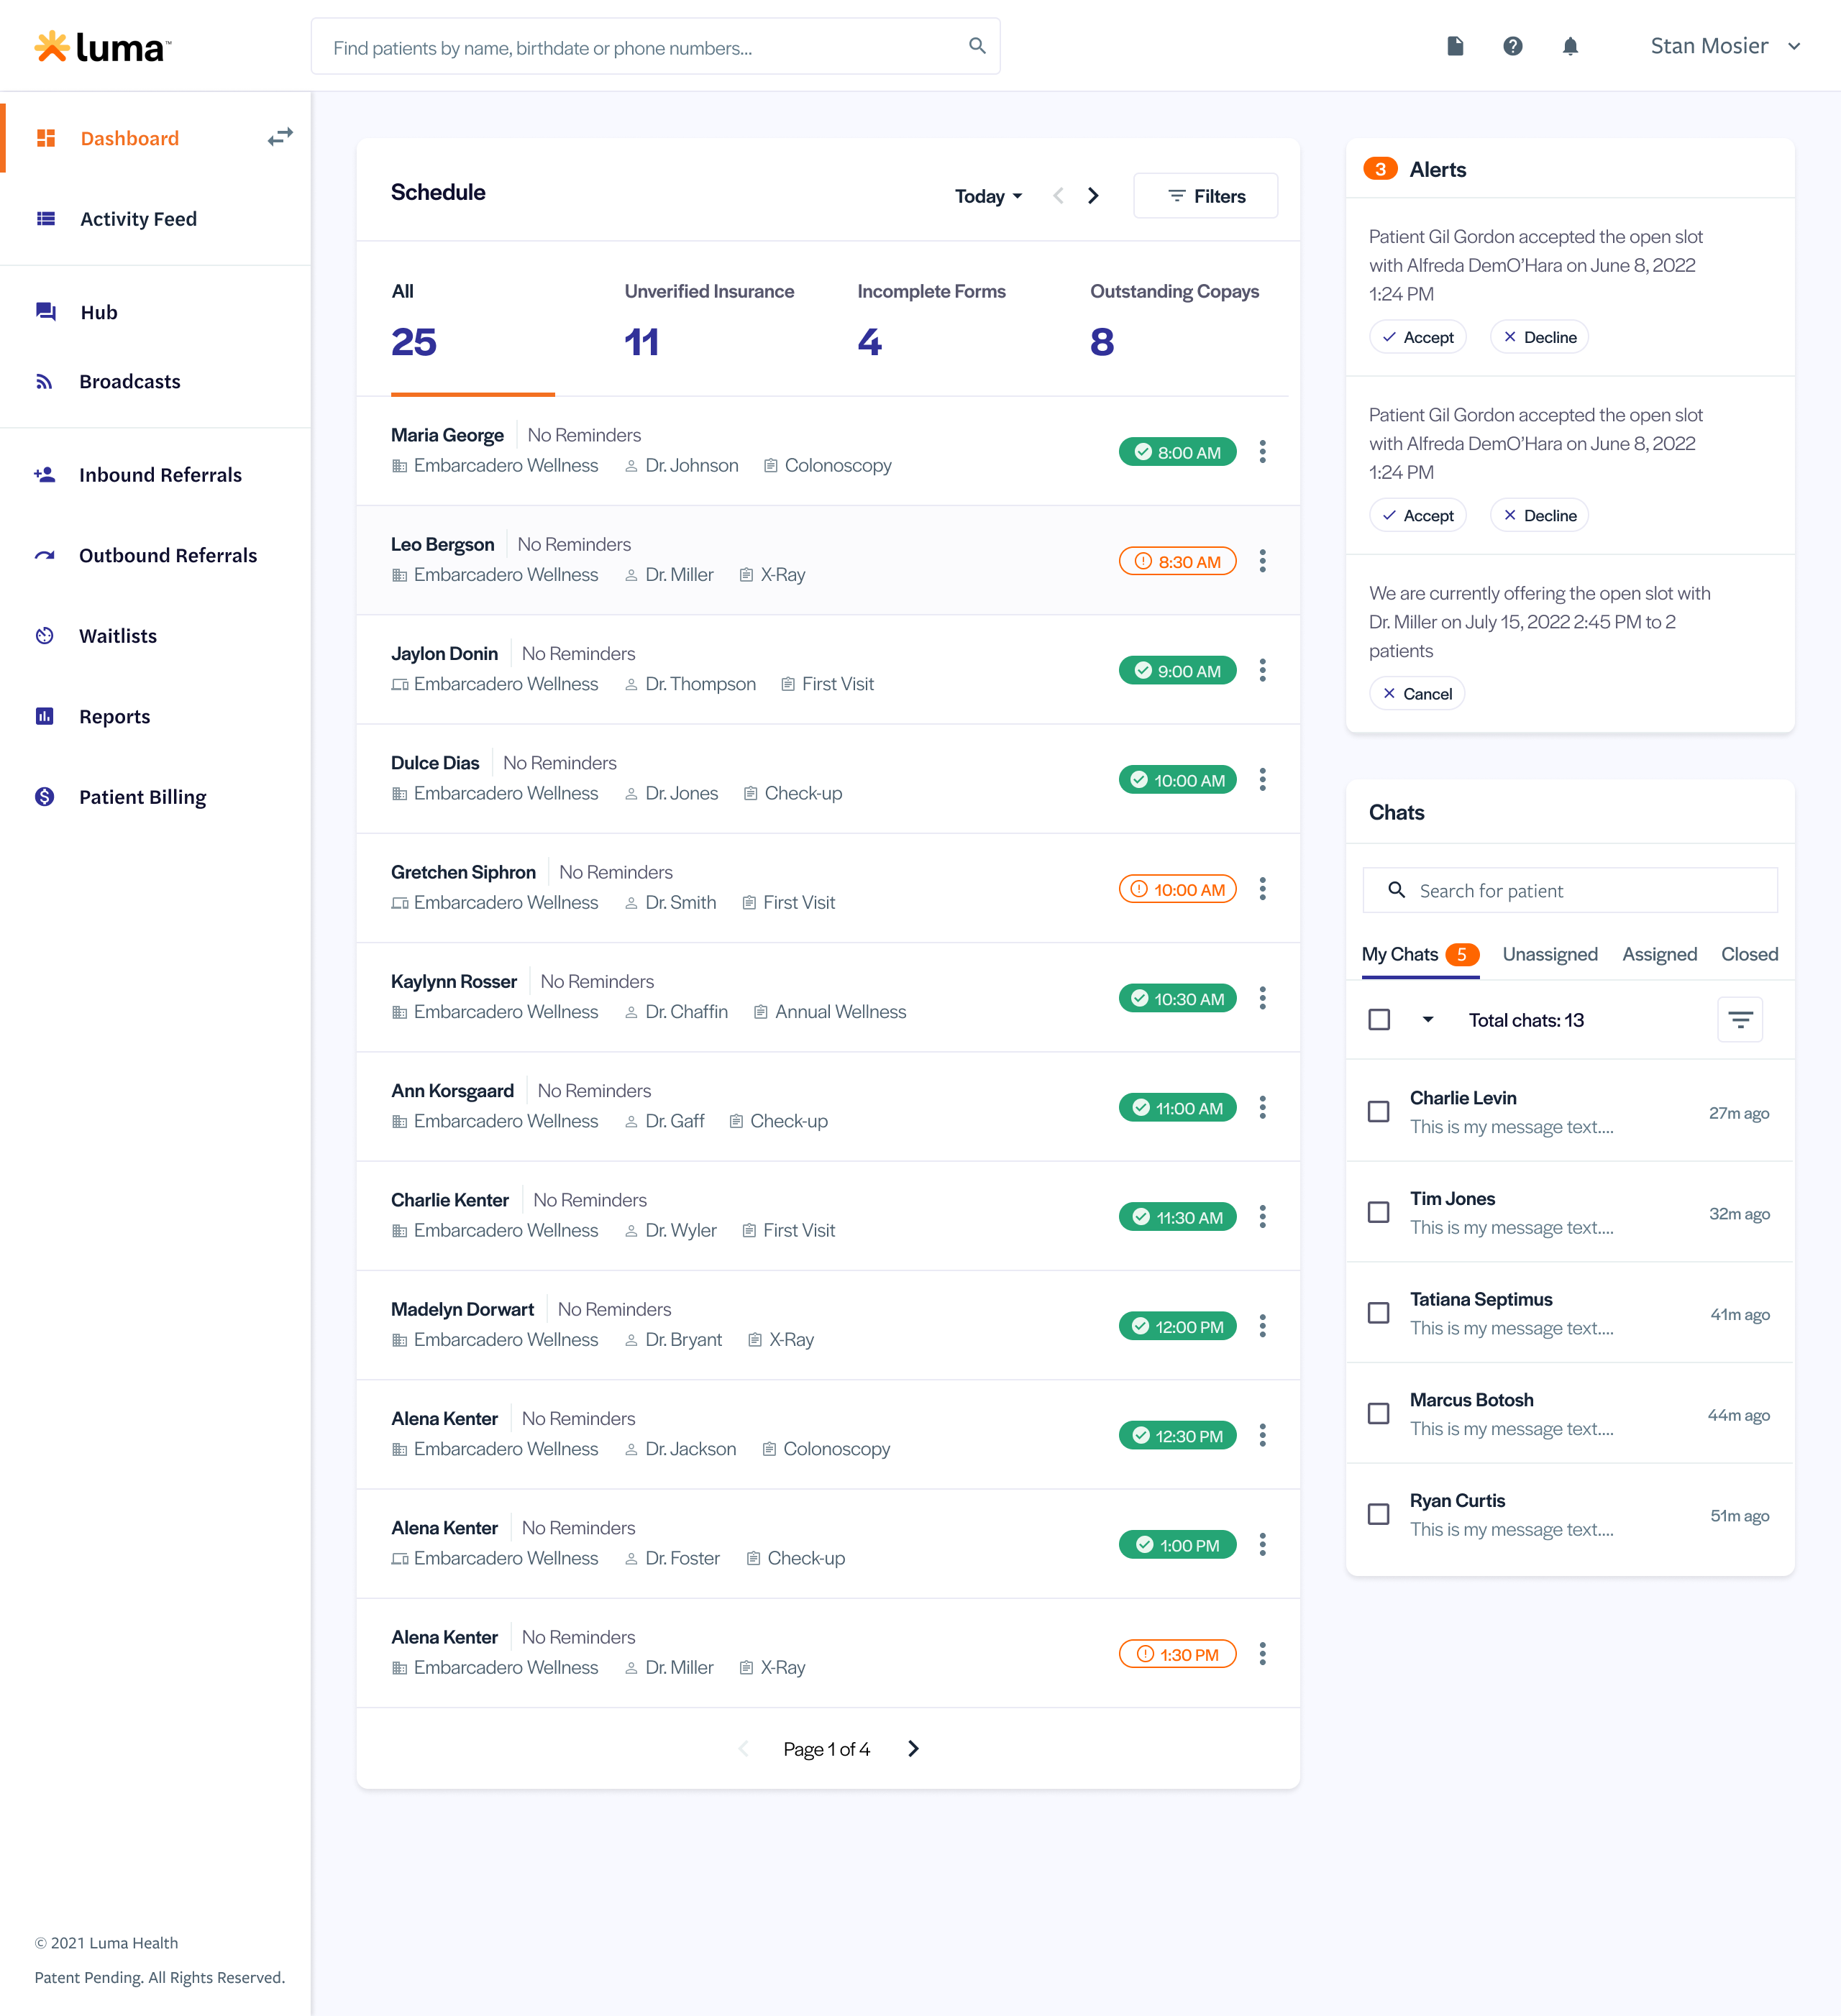 luma™
Find patients by name, birthdate or phone numbers...
Stan Mosier
Dashboard
Activity Feed
Hub
Broadcasts
Inbound Referrals
Outbound Referrals
Waitlists
Reports
Patient Billing
© 2021 Luma Health
Patent Pending. All Rights Reserved.
Schedule
Today
Filters
All
25
Unverified Insurance
11
Incomplete Forms
4
Outstanding Copays
8
Maria George No Reminders
Embarcadero Wellness Dr. Johnson Colonoscopy
8:00 AM
Leo Bergson No Reminders
Embarcadero Wellness Dr. Miller X-Ray
8:30 AM
Jaylon Donin No Reminders
Embarcadero Wellness Dr. Thompson First Visit
9:00 AM
Dulce Dias No Reminders
Embarcadero Wellness Dr. Jones Check-up
10:00 AM
Gretchen Siphron No Reminders
Embarcadero Wellness Dr. Smith First Visit
10:00 AM
Kaylynn Rosser No Reminders
Embarcadero Wellness Dr. Chaffin Annual Wellness
10:30 AM
Ann Korsgaard No Reminders
Embarcadero Wellness Dr. Gaff Check-up
11:00 AM
Charlie Kenter No Reminders
Embarcadero Wellness Dr. Wyler First Visit
11:30 AM
Madelyn Dorwart No Reminders
Embarcadero Wellness Dr. Bryant X-Ray
12:00 PM
Alena Kenter No Reminders
Embarcadero Wellness Dr. Jackson Colonoscopy
12:30 PM
Alena Kenter No Reminders
Embarcadero Wellness Dr. Foster Check-up
1:00 PM
Alena Kenter No Reminders
Embarcadero Wellness Dr. Miller X-Ray
1:30 PM
Page 1 of 4
3 Alerts
Patient Gil Gordon accepted the open slot
with Alfreda DemO'Hara on June 8, 2022
1:24 PM
Accept Decline
Patient Gil Gordon accepted the open slot
with Alfreda DemO'Hara on June 8, 2022
1:24 PM
Accept Decline
We are currently offering the open slot with
Dr. Miller on July 15, 2022 2:45 PM to 2
patients
Cancel
Chats
Search for patient
My Chats 5 Unassigned Assigned Closed
Total chats: 13
Charlie Levin
This is my message text....
27m ago
Tim Jones
This is my message text....
32m ago
Tatiana Septimus
This is my message text....
41m ago
Marcus Botosh
This is my message text....
44m ago
Ryan Curtis
This is my message text....
51m ago